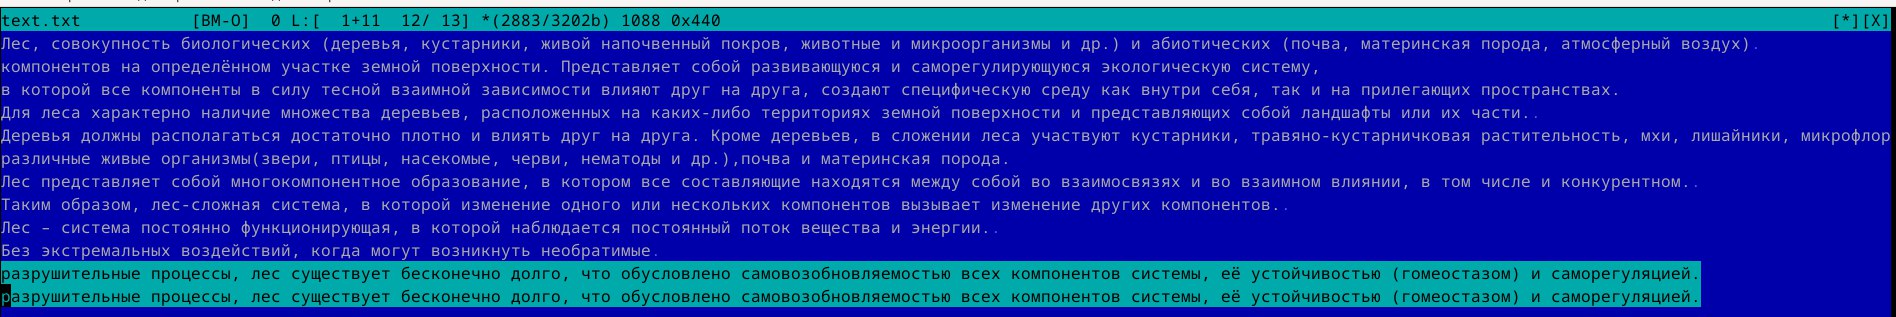 text.txt [BM-O] 0 L:[ 1+11 12/ 13] *(2883/3202b) 1088 0x440 [*][X]
Лес, совокупность биологических (деревья, кустарники, живой напочвенный покров, животные и микроорганизмы и др.) и абиотических (почва, материнская порода, атмосферный воздух).
компонентов на определённом участке земной поверхности. Представляет собой развивающуюся и саморегулирующуюся экологическую систему,
в которой все компоненты в силу тесной взаимной зависимости влияют друг на друга, создают специфическую среду как внутри себя, так и на прилегающих пространствах.
Для леса характерно наличие множества деревьев, расположенных на каких-либо территориях земной поверхности и представляющих собой ландшафты или их части..
Деревья должны располагаться достаточно плотно и влиять друг на друга. Кроме деревьев, в сложении леса участвуют кустарники, травяно-кустарничковая растительность, мхи, лишайники, микрофлор
различные живые организмы(звери, птицы, насекомые, черви, нематоды и др.),почва и материнская порода.
Лес представляет собой многокомпонентное образование, в котором все составляющие находятся между собой во взаимосвязях и во взаимном влиянии, в том числе и конкурентном..
Таким образом, лес-сложная система, в которой изменение одного или нескольких компонентов вызывает изменение других компонентов..
Лес – система постоянно функционирующая, в которой наблюдается постоянный поток вещества и энергии..
Без экстремальных воздействий, когда могут возникнуть необратимые.
разрушительные процессы, лес существует бесконечно долго, что обусловлено самовозобновляемостью всех компонентов системы, её устойчивостью (гомеостазом) и саморегуляцией.
разрушительные процессы, лес существует бесконечно долго, что обусловлено самовозобновляемостью всех компонентов системы, её устойчивостью (гомеостазом) и саморегуляцией.